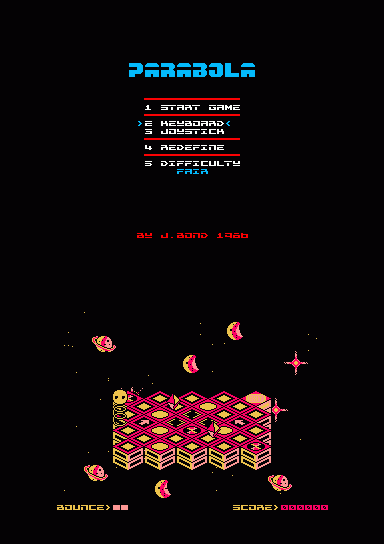 PARABOLA
1 START GAME
>2 KEYBOARD<
3 JOYSTICK
4 REDEFINE
5 DIFFICULTY
FAIR
BY J.BOND 1986
BOUNCE> SCORE>000000